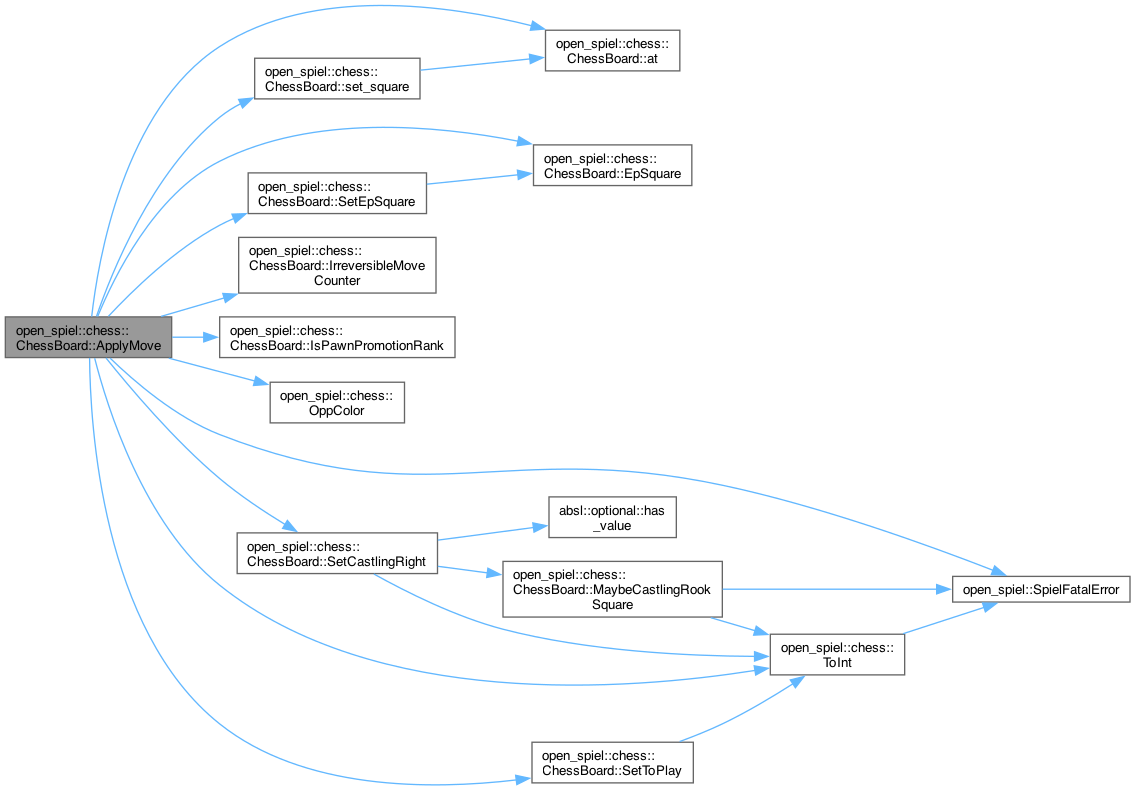 open_spiel::chess::
ChessBoard::at
open_spiel::chess::
ChessBoard::set_square
open_spiel::chess::
ChessBoard::EpSquare
open_spiel::chess::
ChessBoard::SetEpSquare
open_spiel::chess::
ChessBoard::IrreversibleMove
Counter
open_spiel::chess::
ChessBoard::ApplyMove
open_spiel::chess::
ChessBoard::IsPawnPromotionRank
open_spiel::chess::
OppColor
absl::optional::has
_value
open_spiel::chess::
ChessBoard::SetCastlingRight
open_spiel::chess::
ChessBoard::MaybeCastlingRook
Square
open_spiel::SpielFatalError
open_spiel::chess::
ToInt
open_spiel::chess::
ChessBoard::SetToPlay